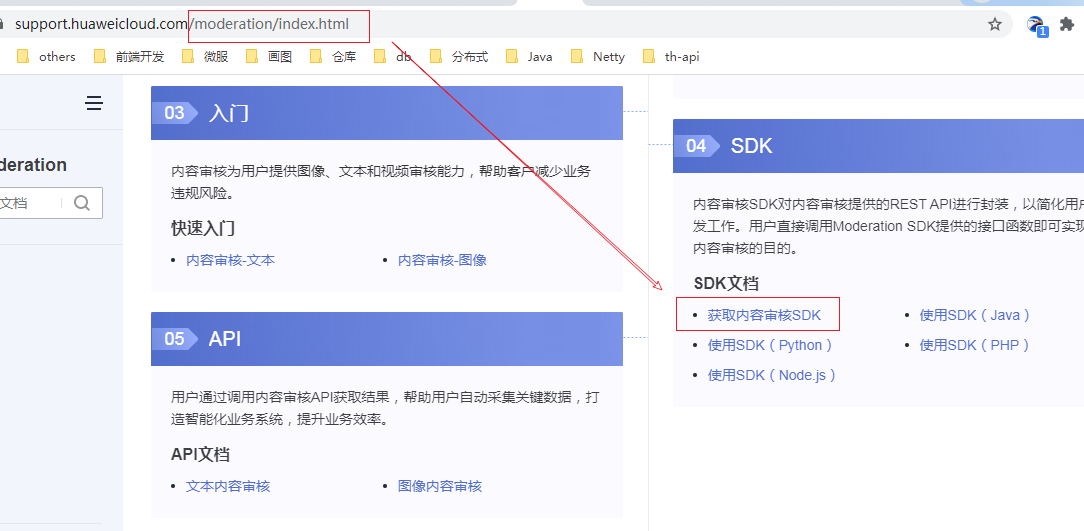 support.huaweicloud.com/moderation/index.html
1
others 前端开发 微服 画图 仓库 db 分布式 Java Netty th-api
deration
文档
03 入门
内容审核为用户提供图像、文本和视频审核能力，帮助客户减少业务
违规风险。
快速入门
• 内容审核-文本 • 内容审核-图像
05 API
用户通过调用内容审核API获取结果，帮助用户自动采集关键数据，打
造智能化业务系统，提升业务效率。
API文档
• 文本内容审核 • 图像内容审核
04 SDK
内容审核SDK对内容审核提供的REST API进行封装，以简化用户
发工作。用户直接调用Moderation SDK提供的接口函数即可实现
内容审核的目的。
SDK文档
• 获取内容审核SDK • 使用SDK（Java）
• 使用SDK（Python） • 使用SDK（PHP）
• 使用SDK（Node.js）